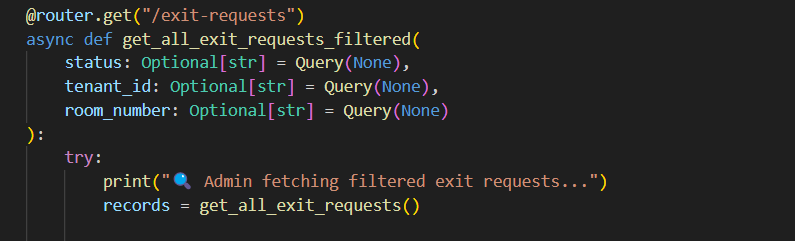 @router.get("/exit-requests")
async def get_all_exit_requests_filtered(
    status: Optional[str] = Query(None),
    tenant_id: Optional[str] = Query(None),
    room_number: Optional[str] = Query(None)
):
    try:
        print("🔍 Admin fetching filtered exit requests...")
        records = get_all_exit_requests()